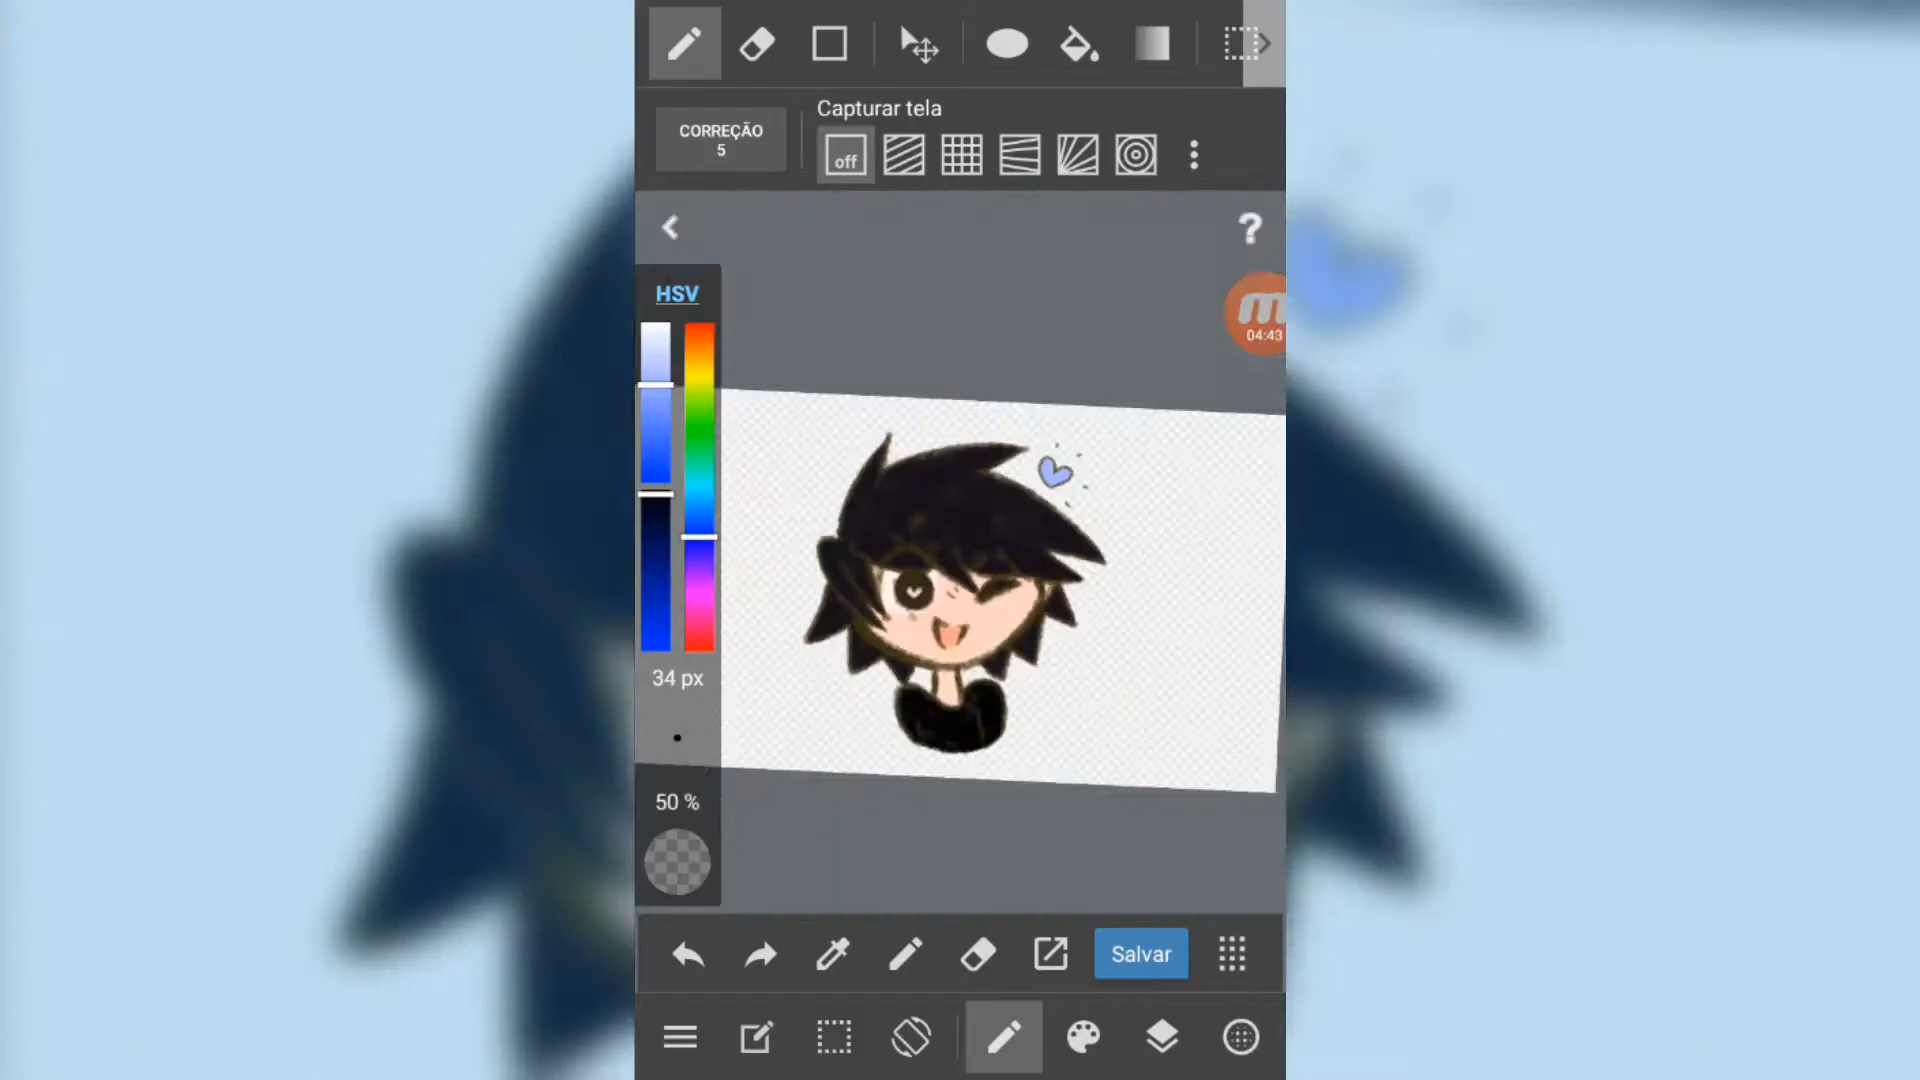 CORREÇÃO
5
Capturar tela
off
?
HSV
04:43
34 px
50 %
Salvar